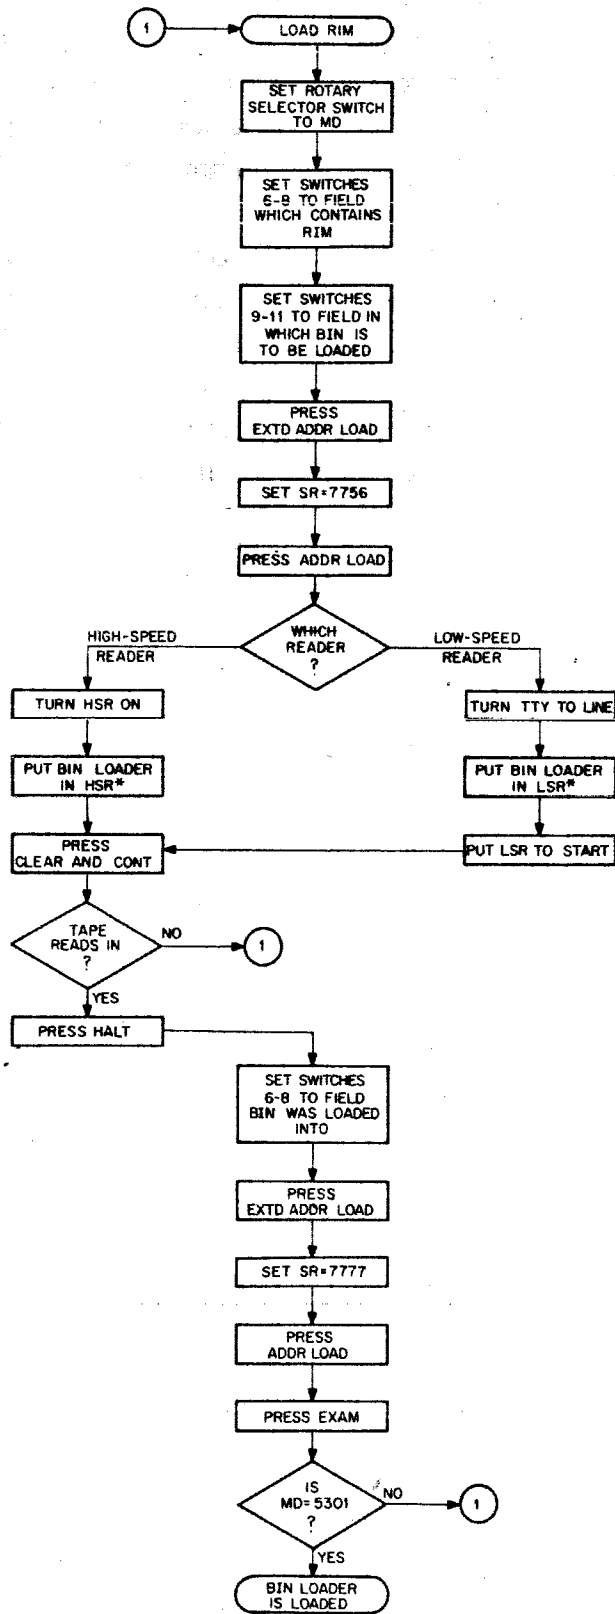 1
LOAD RIM
SET ROTARY
SELECTOR SWITCH
TO MD
SET SWITCHES
6-8 TO FIELD
WHICH CONTAINS
RIM
SET SWITCHES
9-11 TO FIELD IN
WHICH BIN IS
TO BE LOADED
PRESS
EXTD ADDR LOAD
SET SR=7756
PRESS ADDR LOAD
WHICH
READER
?
HIGH-SPEED
READER
LOW-SPEED
READER
TURN HSR ON
TURN TTY TO LINE
PUT BIN LOADER
IN HSR*
PUT BIN LOADER
IN LSR*
PUT LSR TO START
PRESS
CLEAR AND CONT
TAPE
READS IN
?
NO
1
YES
PRESS HALT
SET SWITCHES
6-8 TO FIELD
BIN WAS LOADED
INTO
PRESS
EXTD ADDR LOAD
SET SR=7777
PRESS
ADDR LOAD
PRESS EXAM
IS
MD=5301
?
NO
1
YES
BIN LOADER
IS LOADED